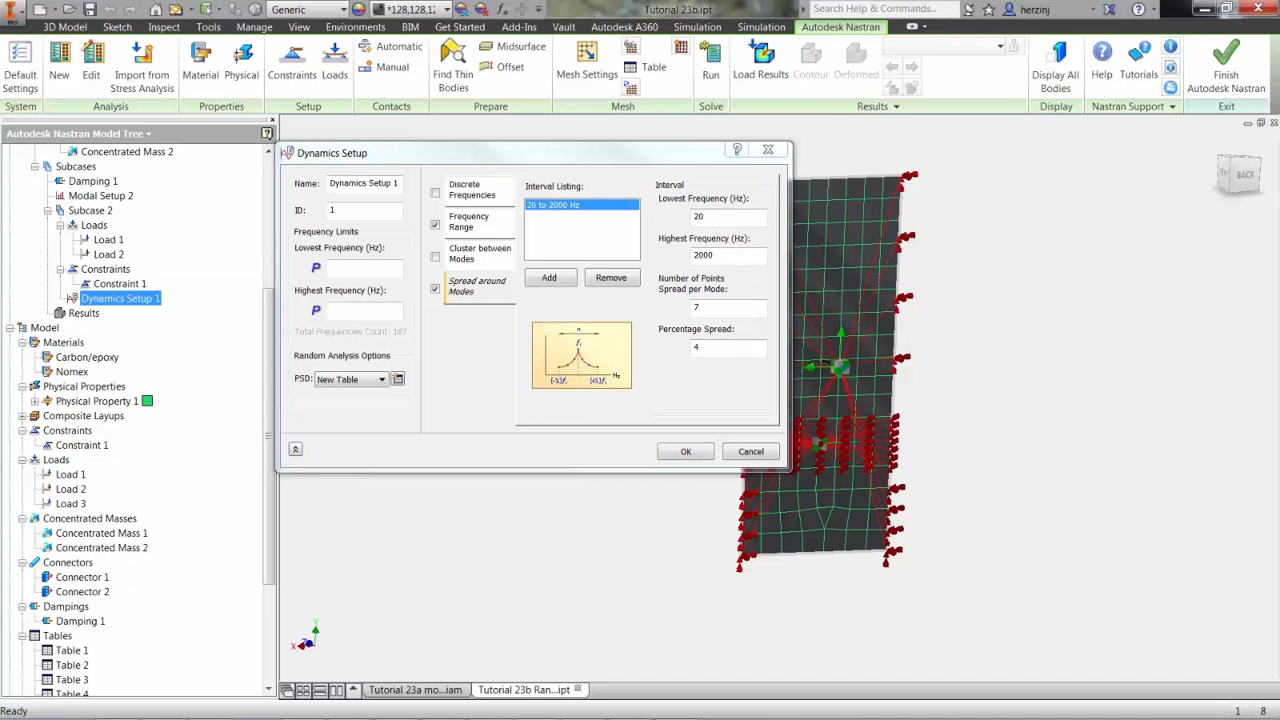 Generic
*128,128,12
Tutorial 23b.ipt
Search Help & Commands...
herzinj
3D Model
Sketch
Inspect
Tools
Manage
View
Environments
BIM
Get Started
Add-Ins
Vault
Autodesk A360
Simulation
Simulation
Autodesk Nastran
Default Settings
New
Edit
Import from Stress Analysis
Material
Physical
Constraints
Loads
Automatic
Manual
Find Thin Bodies
Midsurface
Offset
Mesh Settings
Table
Run
Load Results
Contour
Deformed
Display All Bodies
Help
Tutorials
Finish Autodesk Nastran
System
Analysis
Properties
Setup
Contacts
Prepare
Mesh
Solve
Results
Display
Nastran Support
Exit
Autodesk Nastran Model Tree
Concentrated Mass 2
Subcases
Damping 1
Modal Setup 2
Subcase 2
Loads
Load 1
Load 2
Constraints
Constraint 1
Dynamics Setup 1
Results
Model
Materials
Carbon/epoxy
Nomex
Physical Properties
Physical Property 1
Composite Layups
Constraints
Constraint 1
Loads
Load 1
Load 2
Load 3
Concentrated Masses
Concentrated Mass 1
Concentrated Mass 2
Connectors
Connector 1
Connector 2
Dampings
Damping 1
Tables
Table 1
Table 2
Table 3
Table 4
Dynamics Setup
Name:
Dynamics Setup 1
ID:
1
Frequency Limits
Lowest Frequency (Hz):
P
Highest Frequency (Hz):
P
Total Frequencies Count: 187
Random Analysis Options
PSD:
New Table
Discrete Frequencies
Frequency Range
Cluster between Modes
Spread around Modes
Interval Listing:
20 to 2000 Hz
Add
Remove
n
fi
Hz
(-%)fi
(+%)fi
Interval
Lowest Frequency (Hz):
20
Highest Frequency (Hz):
2000
Number of Points Spread per Mode:
7
Percentage Spread:
4
OK
Cancel
BACK
Y
X
Z
Tutorial 23a mo...iam
Tutorial 23b Ran...ipt
Ready
1
8